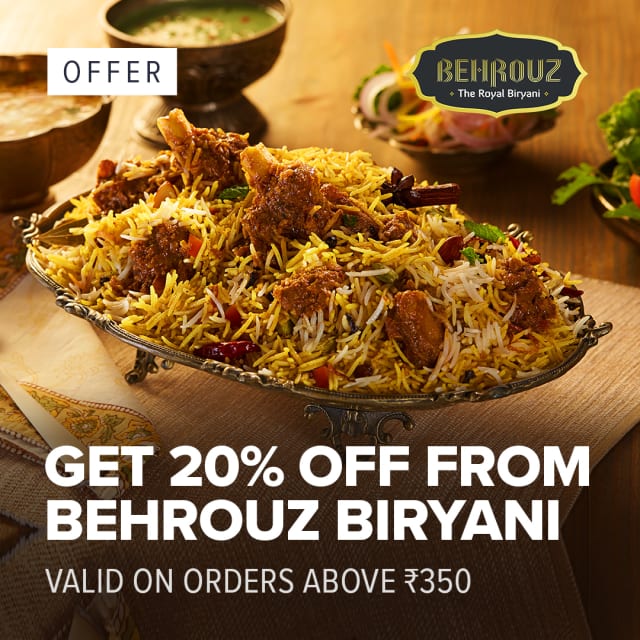 OFFER
BEHROUZ
• The Royal Biryani •
GET 20% OFF FROM
BEHROUZ BIRYANI
VALID ON ORDERS ABOVE ₹350